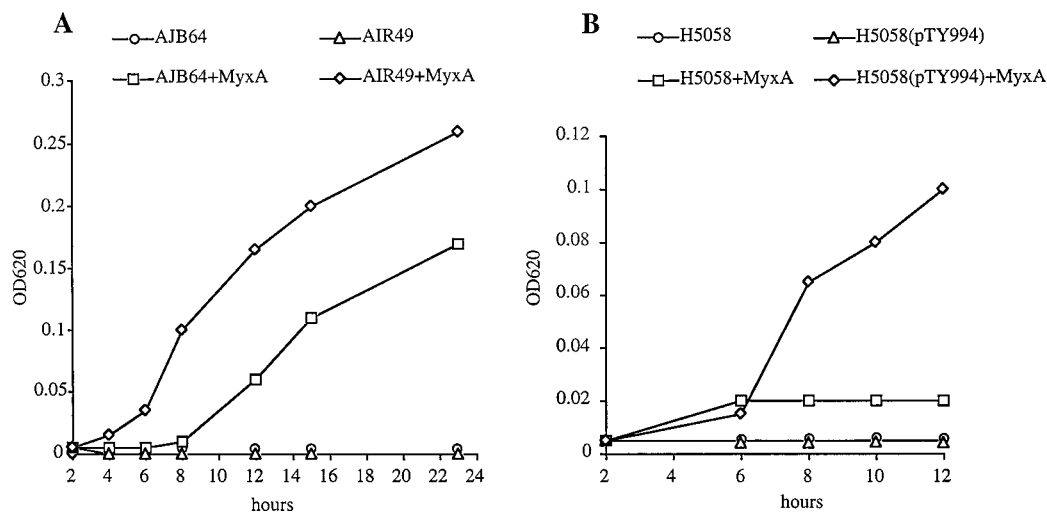 A
AJB64
AIR49
AJB64+MyxA
AIR49+MyxA
0.3
0.25
0.2
0.15
0.1
0.05
0
OD620
2 4 6 8 10 12 14 16 18 20 22 24
hours
B
H5058
H5058(pTY994)
H5058+MyxA
H5058(pTY994)+MyxA
0.12
0.1
0.08
0.06
0.04
0.02
0
OD620
2 4 6 8 10 12
hours